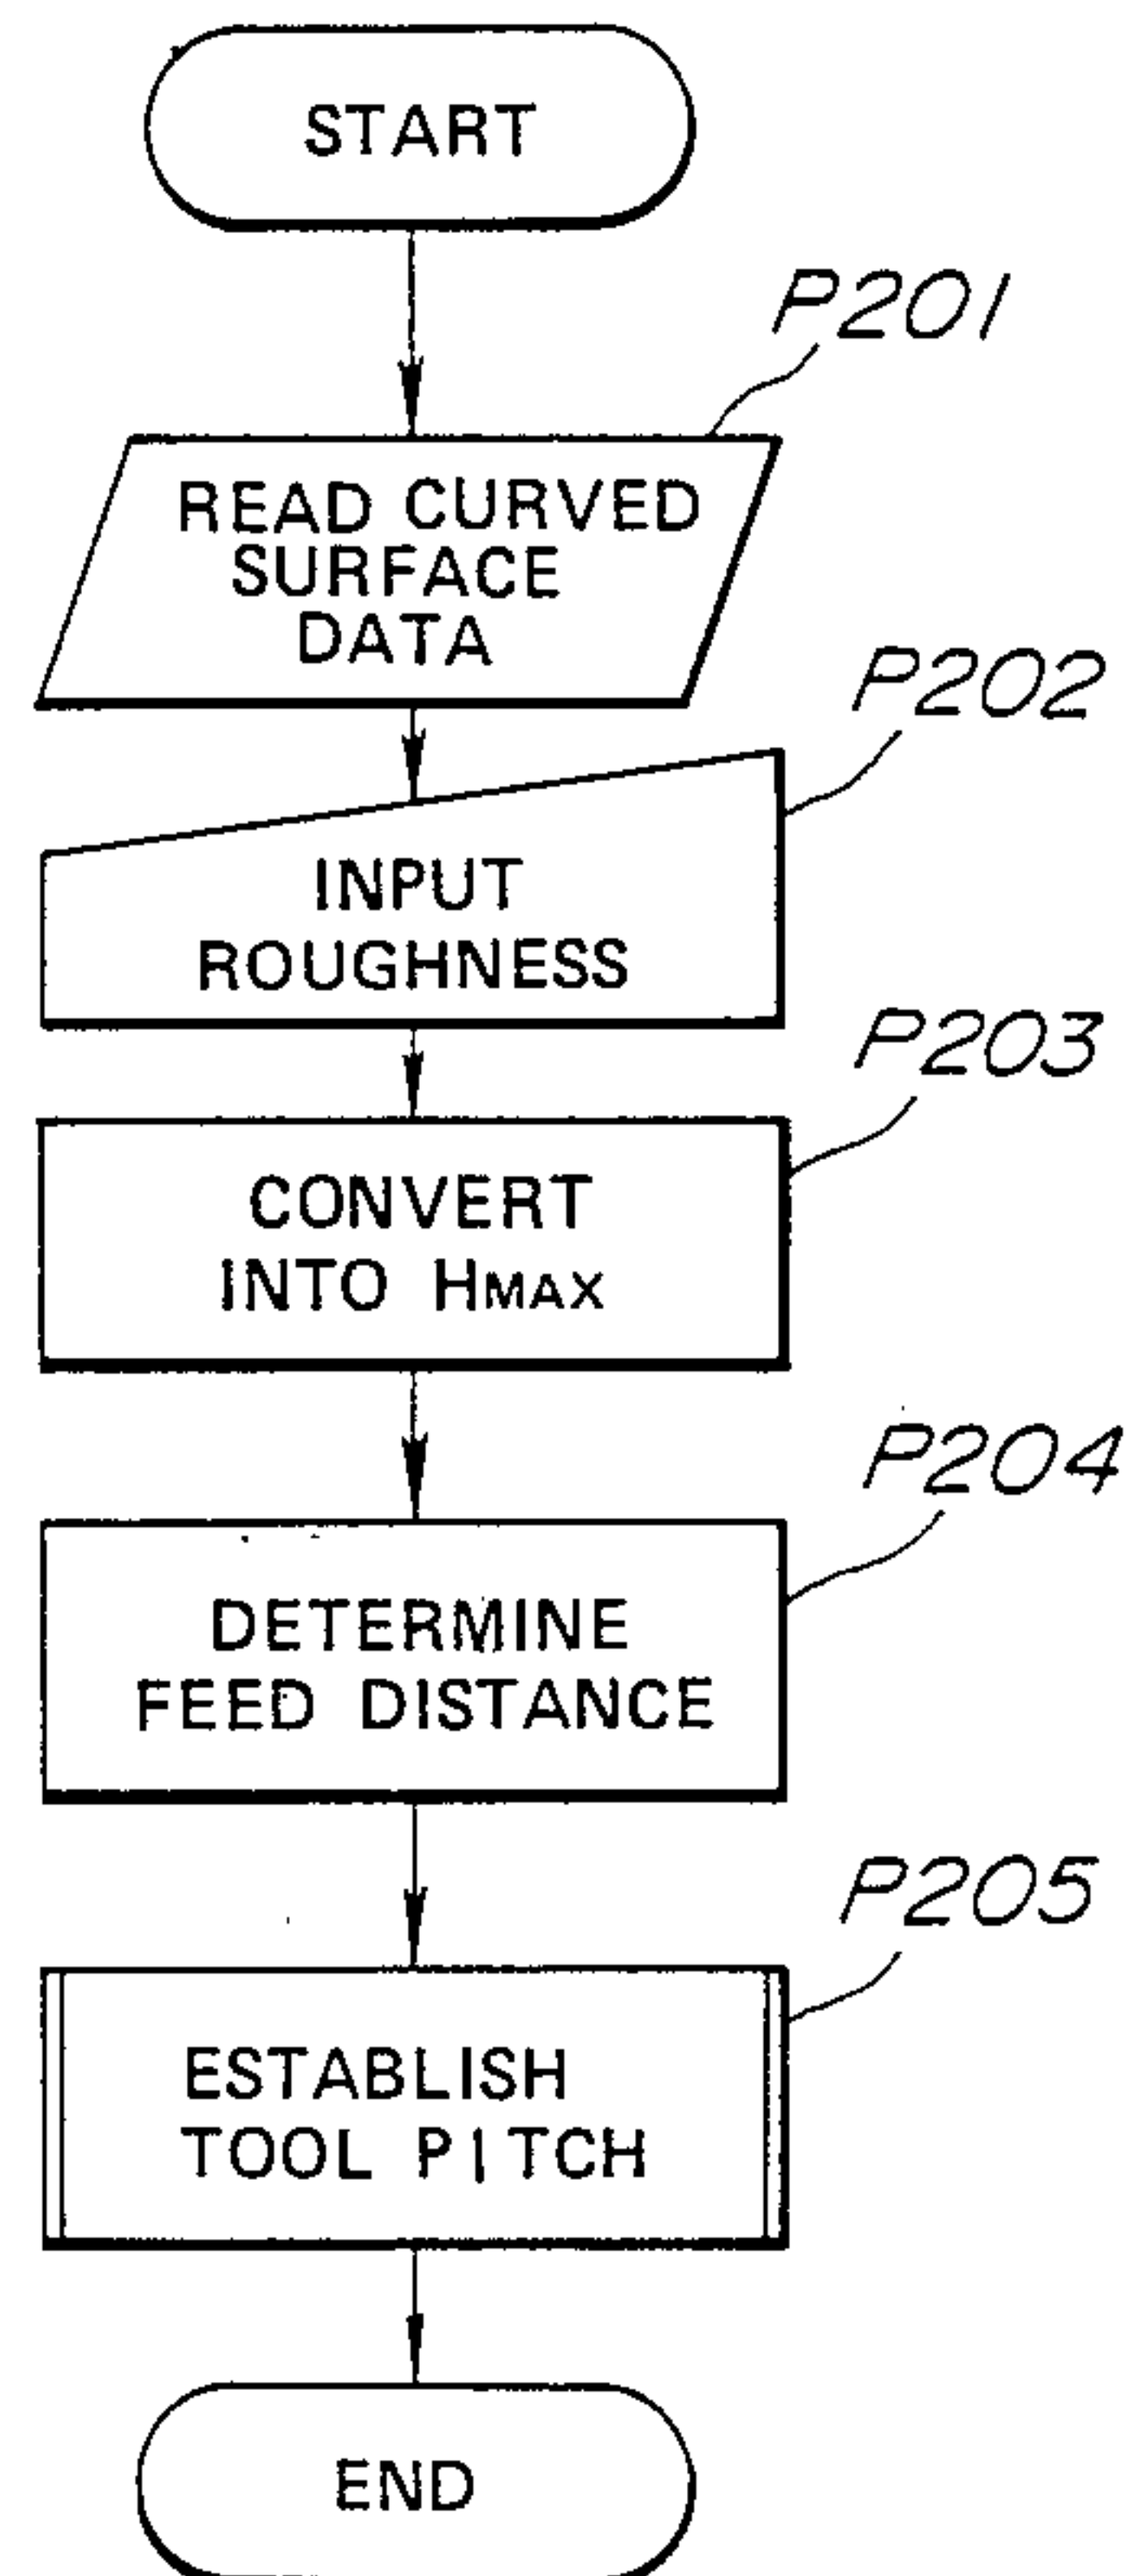 START
P201
READ CURVED
SURFACE
DATA
P202
INPUT
ROUGHNESS
P203
CONVERT
INTO HMAX
P204
DETERMINE
FEED DISTANCE
P205
ESTABLISH
TOOL PITCH
END